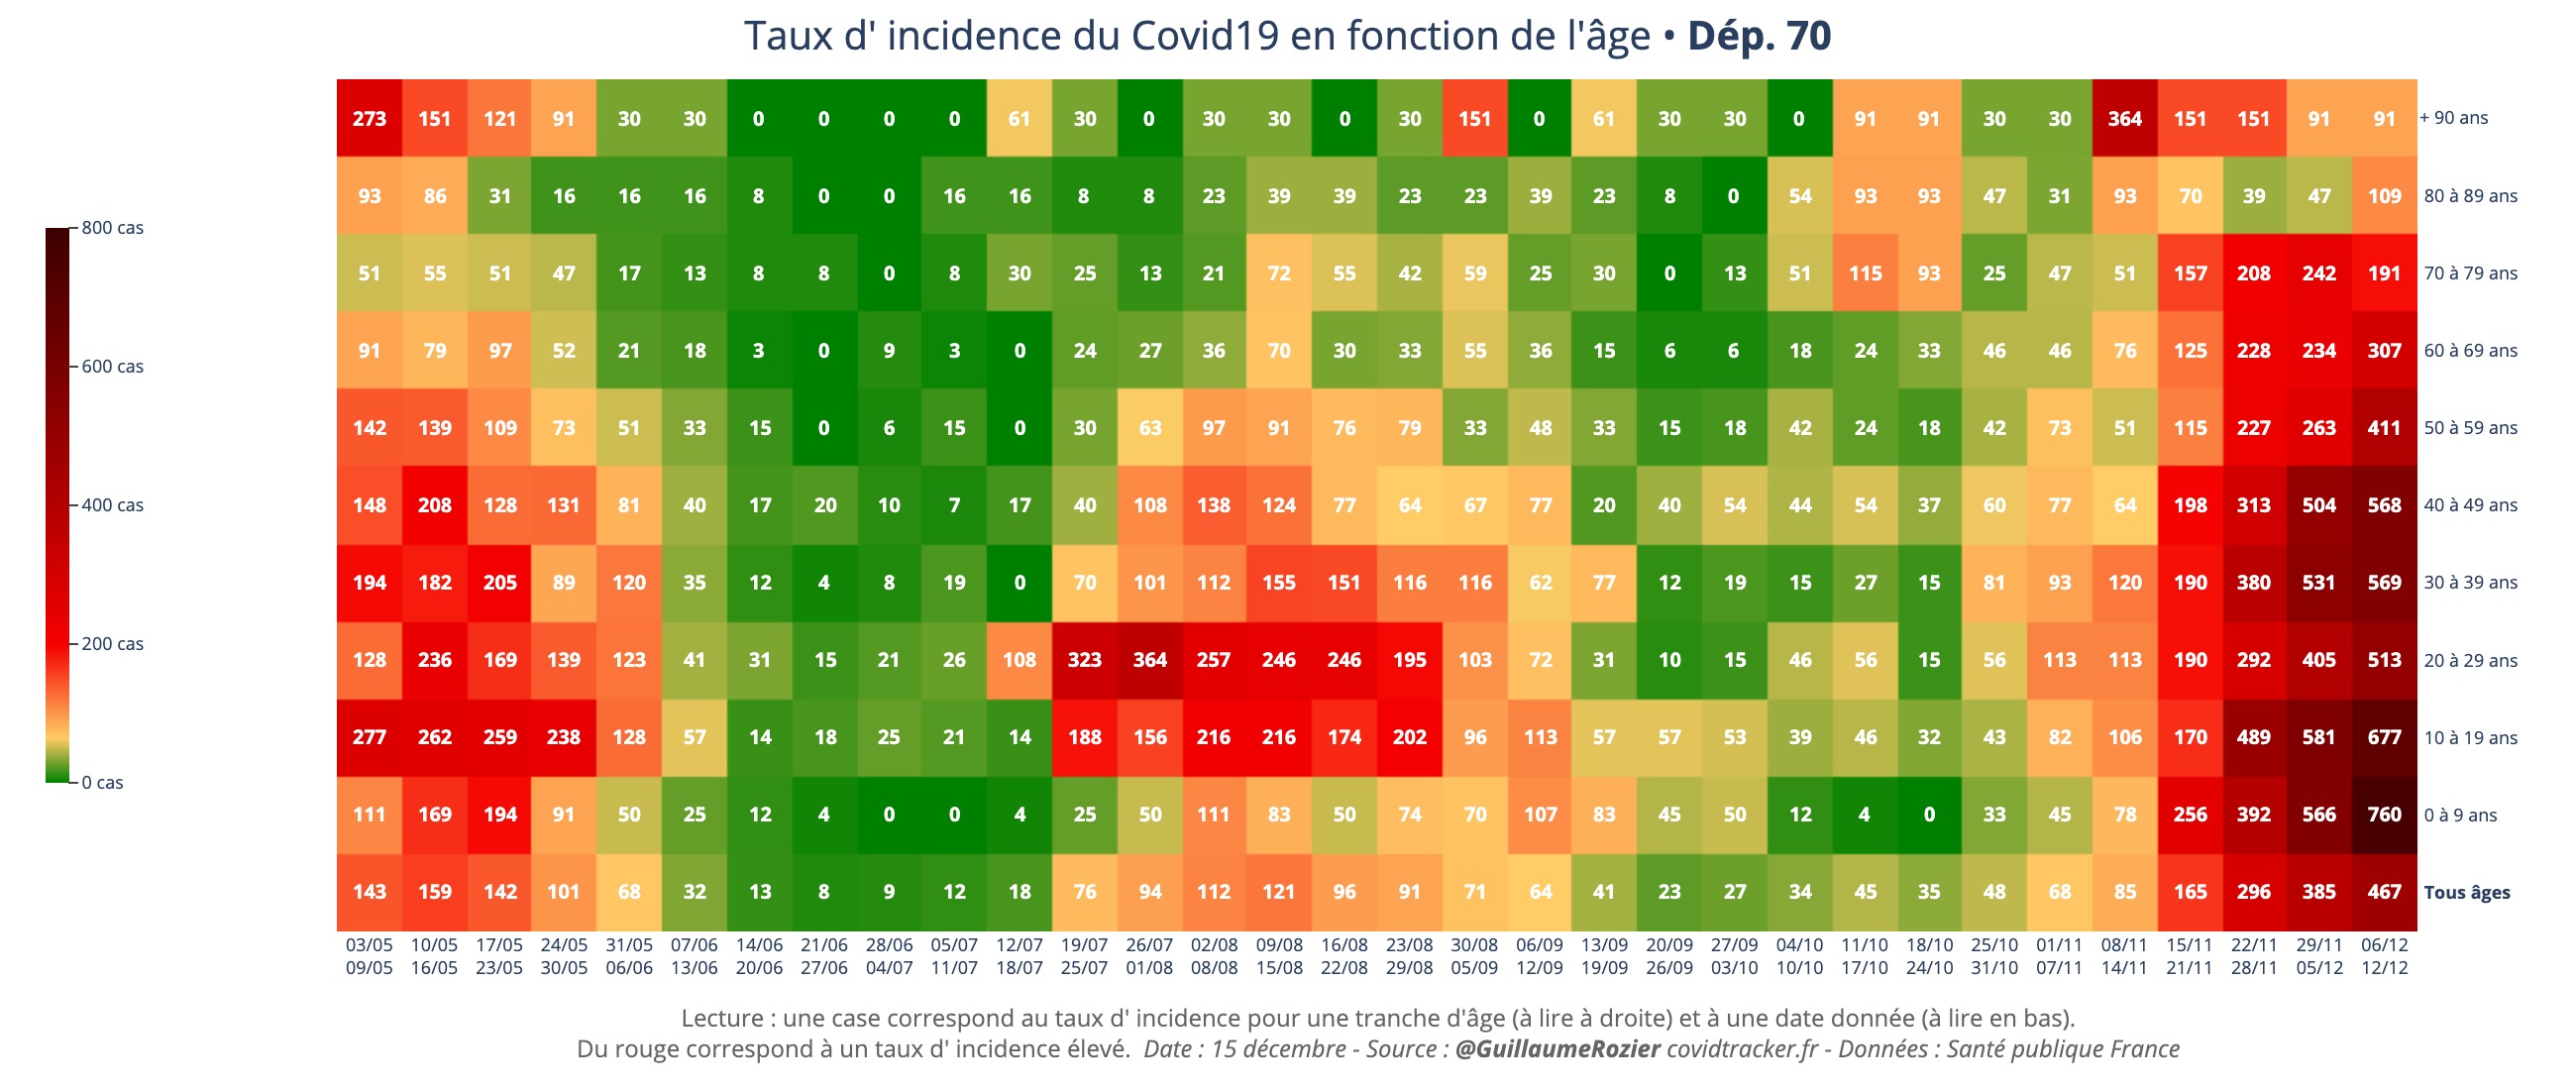 Taux d' incidence du Covid19 en fonction de l'âge • Dép. 70
800 cas
600 cas
400 cas
200 cas
0 cas
273 151 121 91 30 30 0 0 0 0 61 30 0 30 30 0 30 151 0 61 30 30 0 91 91 30 30 364 151 151 91 91 + 90 ans
93 86 31 16 16 16 8 0 0 16 16 8 8 23 39 39 23 23 39 23 8 0 54 93 93 47 31 93 70 39 47 109 80 à 89 ans
51 55 51 47 17 13 8 8 0 8 30 25 13 21 72 55 42 59 25 30 0 13 51 115 93 25 47 51 157 208 242 191 70 à 79 ans
91 79 97 52 21 18 3 0 9 3 0 24 27 36 70 30 33 55 36 15 6 6 18 24 33 46 46 76 125 228 234 307 60 à 69 ans
142 139 109 73 51 33 15 0 6 15 0 30 63 97 91 76 79 33 48 33 15 18 42 24 18 42 73 51 115 227 263 411 50 à 59 ans
148 208 128 131 81 40 17 20 10 7 17 40 108 138 124 77 64 67 77 20 40 54 44 54 37 60 77 64 198 313 504 568 40 à 49 ans
194 182 205 89 120 35 12 4 8 19 0 70 101 112 155 151 116 116 62 77 12 19 15 27 15 81 93 120 190 380 531 569 30 à 39 ans
128 236 169 139 123 41 31 15 21 26 108 323 364 257 246 246 195 103 72 31 10 15 46 56 15 56 113 113 190 292 405 513 20 à 29 ans
277 262 259 238 128 57 14 18 25 21 14 188 156 216 216 174 202 96 113 57 57 53 39 46 32 43 82 106 170 489 581 677 10 à 19 ans
111 169 194 91 50 25 12 4 0 0 4 25 50 111 83 50 74 70 107 83 45 50 12 4 0 33 45 78 256 392 566 760 0 à 9 ans
143 159 142 101 68 32 13 8 9 12 18 76 94 112 121 96 91 71 64 41 23 27 34 45 35 48 68 85 165 296 385 467 Tous âges
03/05 10/05 17/05 24/05 31/05 07/06 14/06 21/06 28/06 05/07 12/07 19/07 26/07 02/08 09/08 16/08 23/08 30/08 06/09 13/09 20/09 27/09 04/10 11/10 18/10 25/10 01/11 08/11 15/11 22/11 29/11 06/12
09/05 16/05 23/05 30/05 06/06 13/06 20/06 27/06 04/07 11/07 18/07 25/07 01/08 08/08 15/08 22/08 29/08 05/09 12/09 19/09 26/09 03/10 10/10 17/10 24/10 31/10 07/11 14/11 21/11 28/11 05/12 12/12
Lecture : une case correspond au taux d' incidence pour une tranche d'âge (à lire à droite) et à une date donnée (à lire en bas).
Du rouge correspond à un taux d' incidence élevé. Date : 15 décembre - Source : @GuillaumeRozier covidtracker.fr - Données : Santé publique France